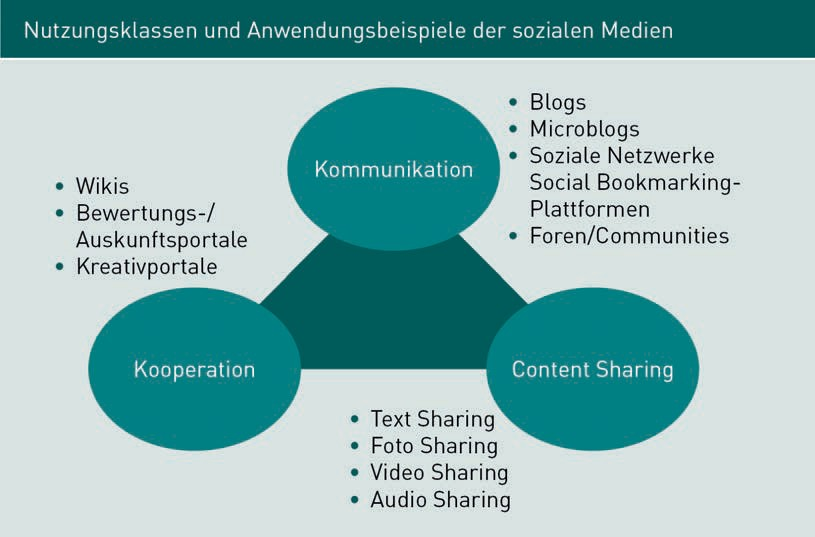 Nutzungsklassen und Anwendungsbeispiele der sozialen Medien
Kommunikation
• Blogs
• Microblogs
• Soziale Netzwerke
Social Bookmarking-
Plattformen
• Foren/Communities
• Wikis
• Bewertungs-/
Auskunftsportale
• Kreativportale
Kooperation
Content Sharing
• Text Sharing
• Foto Sharing
• Video Sharing
• Audio Sharing